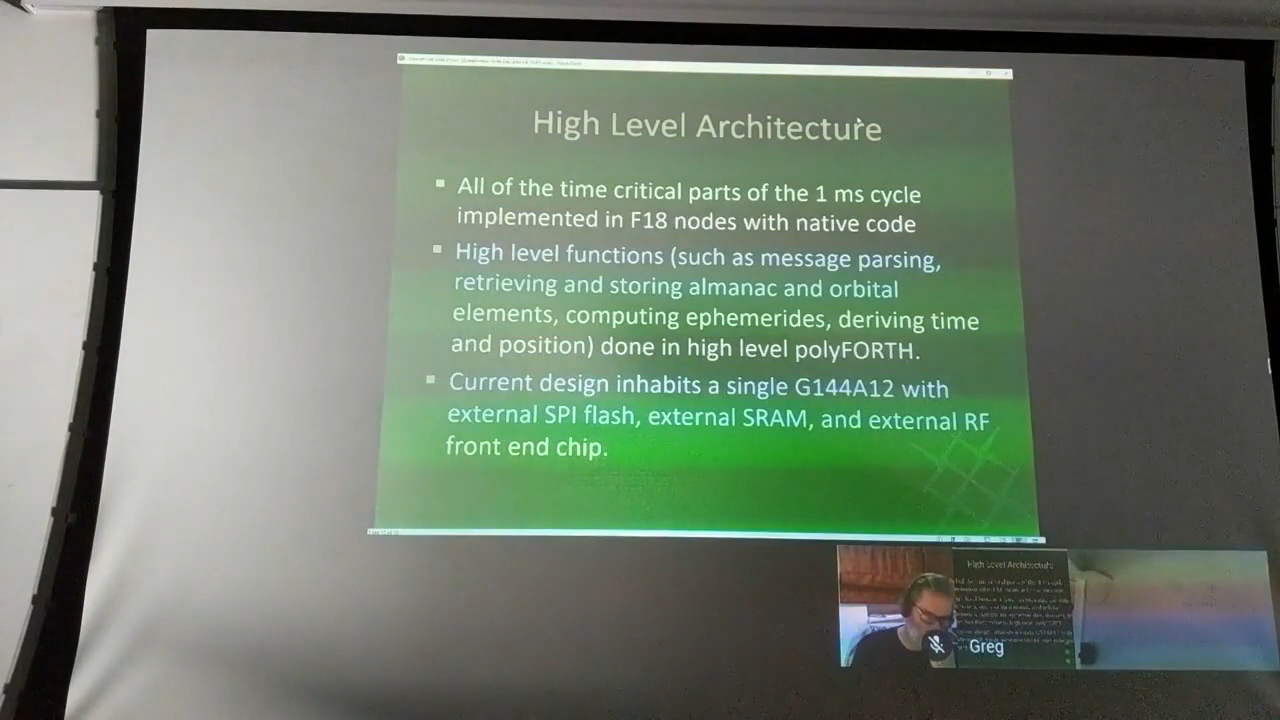 High Level Architecture
▪ All of the time critical parts of the 1 ms cycle
implemented in F18 nodes with native code
▪ High level functions (such as message parsing,
retrieving and storing almanac and orbital
elements, computing ephemerides, deriving time
and position) done in high level polyFORTH.
▪ Current design inhabits a single G144A12 with
external SPI flash, external SRAM, and external RF
front end chip.
High Level Architecture
Greg